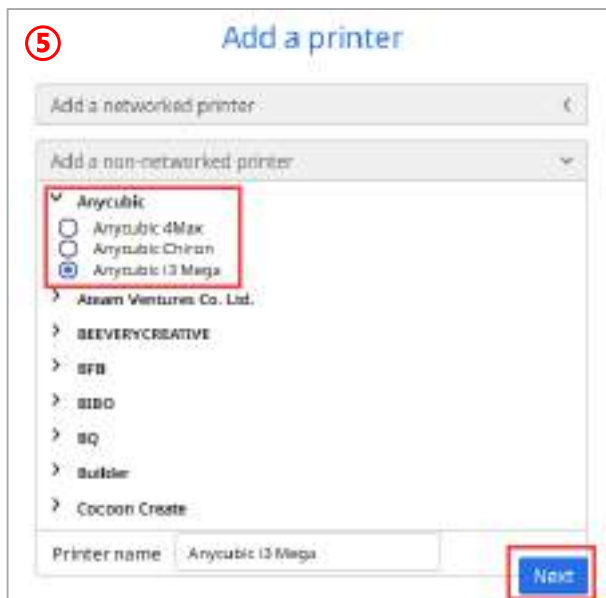 ⑤
Add a printer
Add a networked printer
Add a non-networked printer
Anycubic
Anycubic 4Max
Anycubic Chiron
Anycubic i3 Mega
Ateam Ventures Co. Ltd.
BEEVERYCREATIVE
BFB
BIBO
BQ
Builder
Cocoon Create
Printer name Anycubic i3 Mega
Next